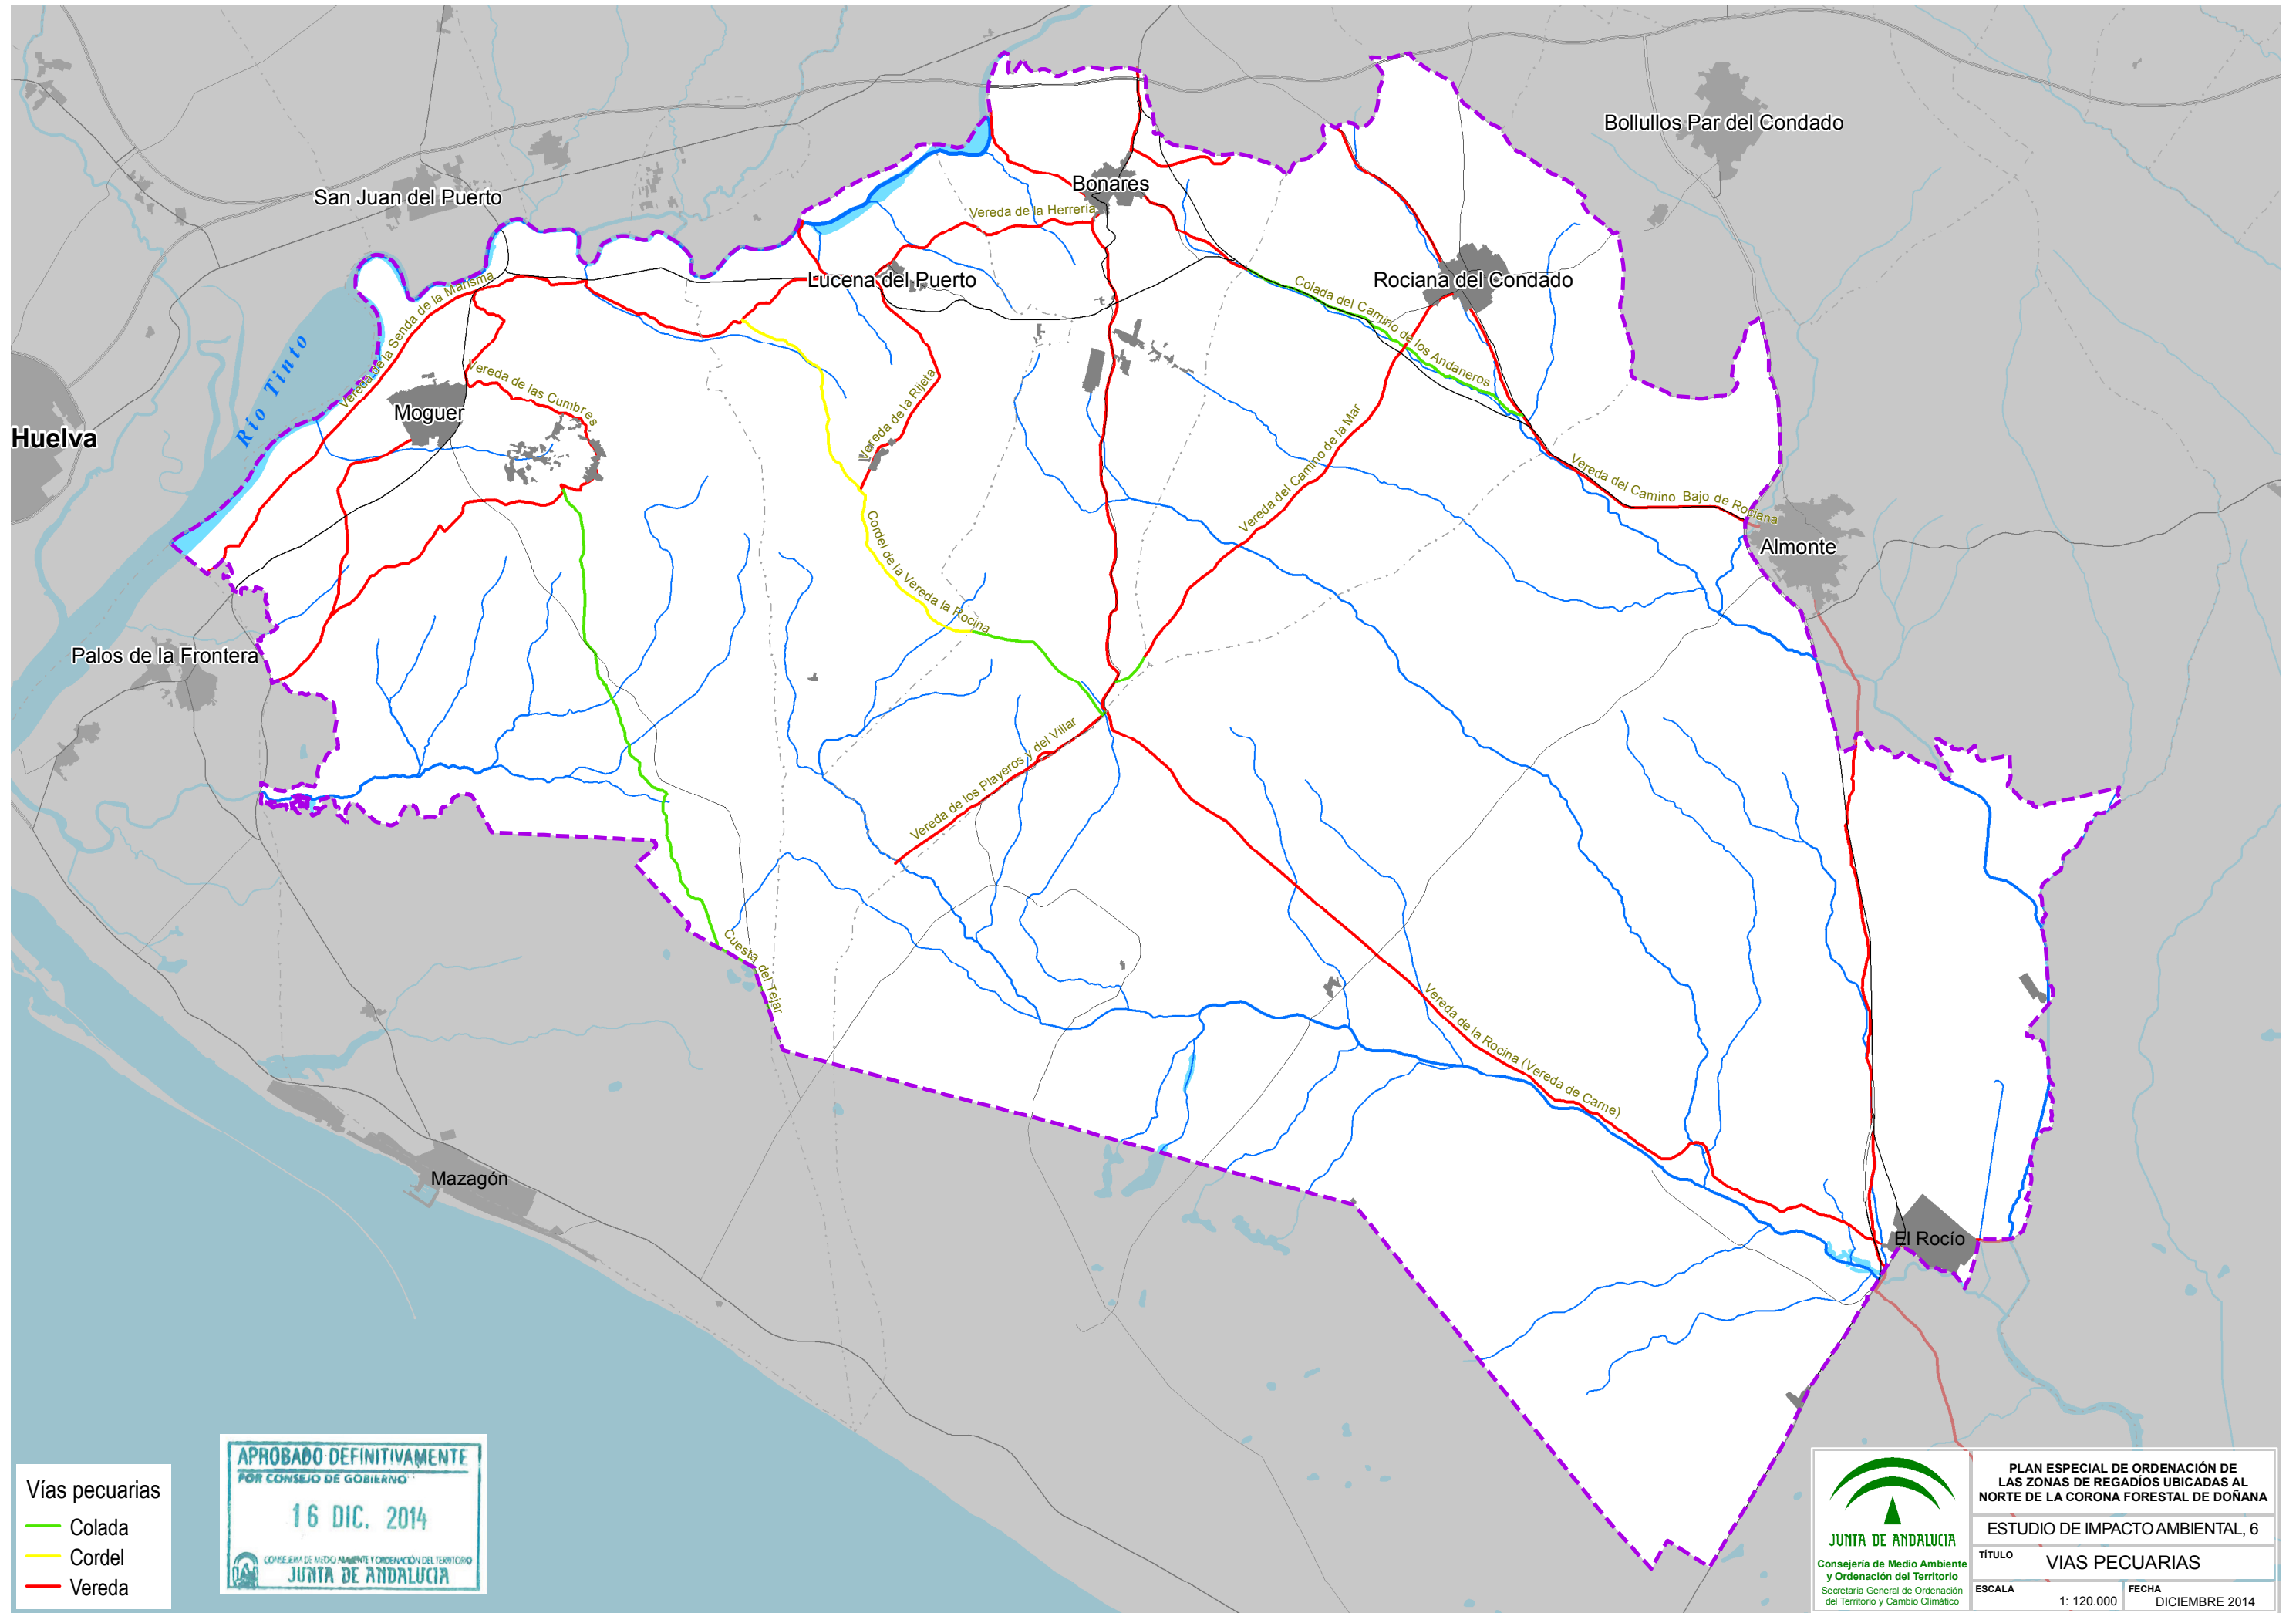 Bollullos Par del Condado
San Juan del Puerto
Bonares
Vereda de la Herrería
Lucena del Puerto
Rociana del Condado
Colada del Camino de los Andaneros
Vereda de la Senda de la Marisma
Río Tinto
Vereda de las Cumbres
Moguer
Huelva
Vereda de la Rijeta
Vereda del Camino de la Mar
Vereda del Camino Bajo de Rociana
Almonte
Cordel de la Vereda la Rocina
Palos de la Frontera
Vereda de los Playeros y del Villar
Cuesta del Tejar
Vereda de la Rocina (Vereda de Carne)
Mazagón
El Rocío
Vías pecuarias
Colada
Cordel
Vereda
APROBADO DEFINITIVAMENTE
POR CONSEJO DE GOBIERNO
16 DIC. 2014
CONSEJERIA DE MEDIO AMBIENTE Y ORDENACIÓN DEL TERRITORIO
JUNTA DE ANDALUCIA
JUNTA DE ANDALUCIA
Consejería de Medio Ambiente
y Ordenación del Territorio
Secretaria General de Ordenación
del Territorio y Cambio Climático
PLAN ESPECIAL DE ORDENACIÓN DE
LAS ZONAS DE REGADÍOS UBICADAS AL
NORTE DE LA CORONA FORESTAL DE DOÑANA
ESTUDIO DE IMPACTO AMBIENTAL, 6
TÍTULO
VIAS PECUARIAS
ESCALA
1: 120.000
FECHA
DICIEMBRE 2014